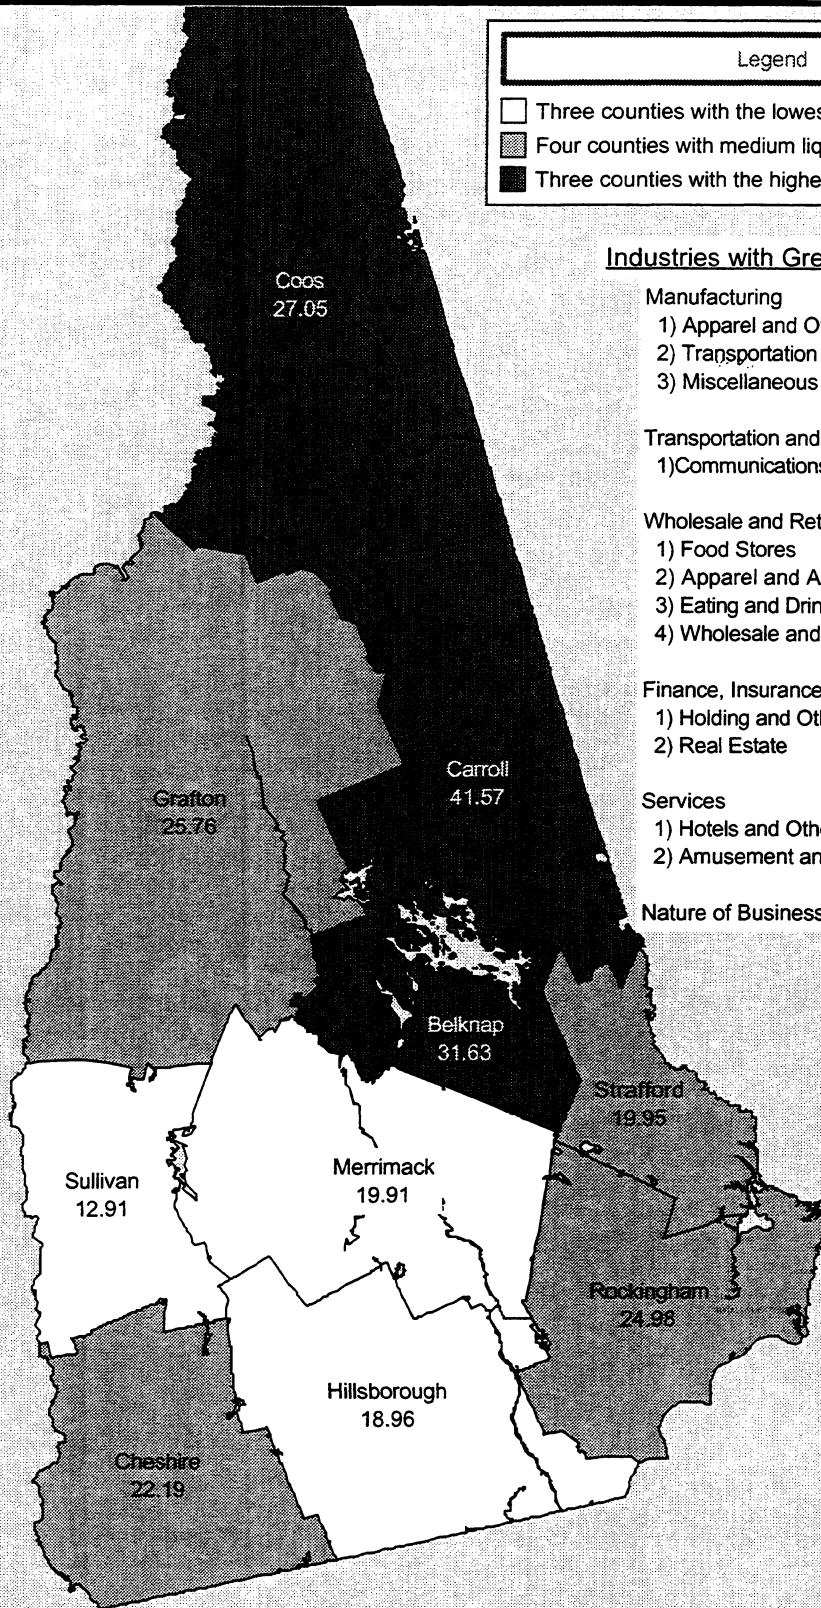 Legend
Three counties with the lowes
Four counties with medium liq
Three counties with the highe
Industries with Gre
Manufacturing
1) Apparel and O
2) Transportation
3) Miscellaneous
Transportation and
1)Communications
Wholesale and Ret
1) Food Stores
2) Apparel and A
3) Eating and Drin
4) Wholesale and
Finance, Insurance
1) Holding and Oth
2) Real Estate
Services
1) Hotels and Othe
2) Amusement an
Nature of Business
Coos
27.05
Carroll
41.57
Grafton
25.76
Belknap
31.63
Strafford
19.95
Merrimack
19.91
Sullivan
12.91
Rockingham
24.98
Hillsborough
18.96
Cheshire
22.19